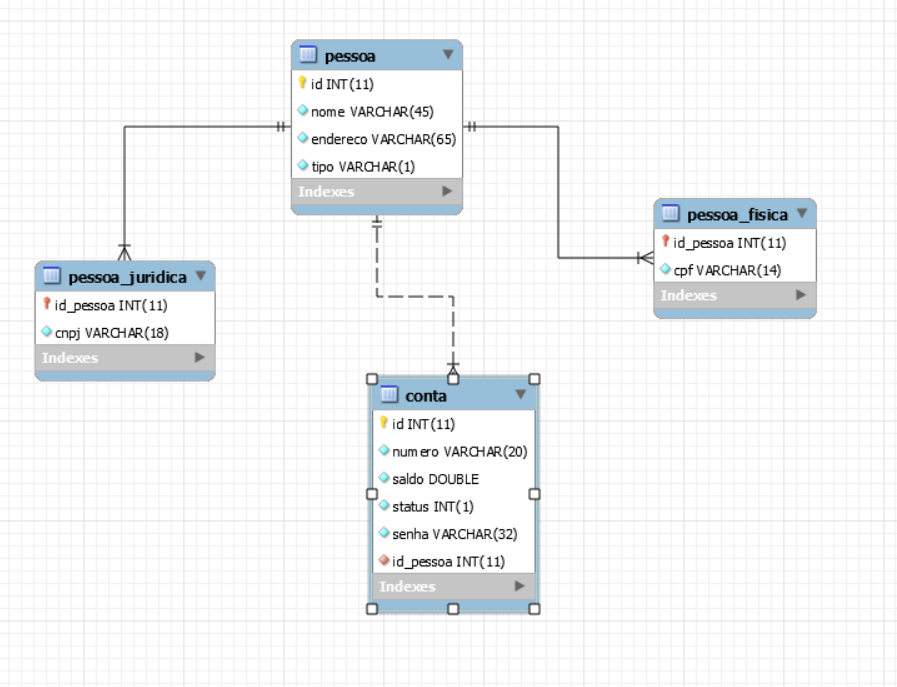 pessoa
id INT(11)
nome VARCHAR(45)
endereco VARCHAR(65)
tipo VARCHAR(1)
Indexes
pessoa_juridica
id_pessoa INT(11)
cnpj VARCHAR(18)
Indexes
pessoa_fisica
id_pessoa INT(11)
cpf VARCHAR(14)
Indexes
conta
id INT(11)
numero VARCHAR(20)
saldo DOUBLE
status INT(1)
senha VARCHAR(32)
id_pessoa INT(11)
Indexes